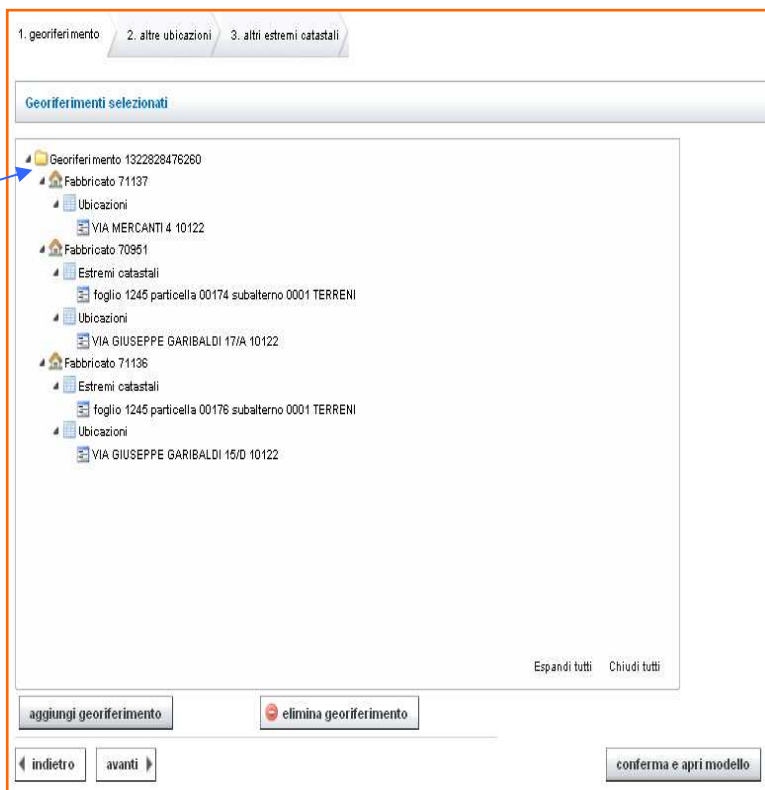 1. georiferimento 2. altre ubicazioni 3. altri estremi catastali
Georiferimenti selezionati
Georiferimento 1322828476260
Fabbricato 71137
Ubicazioni
VIA MERCANTI 4 10122
Fabbricato 70951
Estremi catastali
foglio 1245 particella 00174 subalterno 0001 TERRENI
Ubicazioni
VIA GIUSEPPE GARIBALDI 17/A 10122
Fabbricato 71136
Estremi catastali
foglio 1245 particella 00176 subalterno 0001 TERRENI
Ubicazioni
VIA GIUSEPPE GARIBALDI 15/D 10122
Espandi tutti Chiudi tutti
aggiungi georiferimento elimina georiferimento
indietro avanti conferma e apri modello